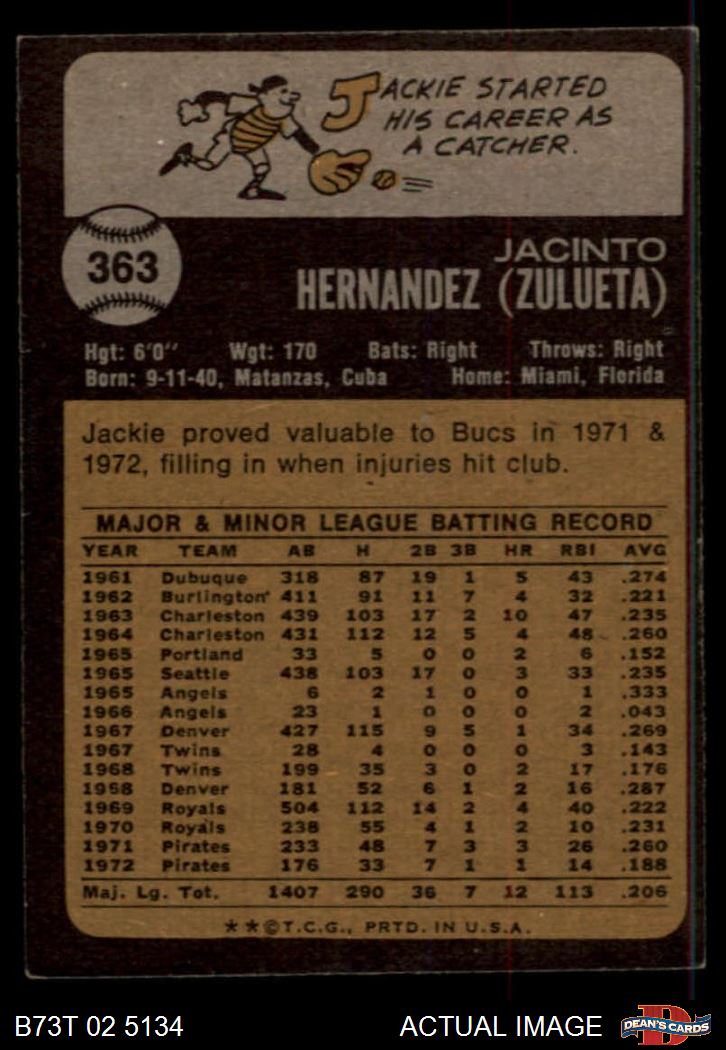 JACKIE STARTED
HIS CAREER AS
A CATCHER.
363
JACINTO
HERNANDEZ (ZULUETA)
Hgt: 6'0" Wgt: 170 Bats: Right Throws: Right
Born: 9-11-40, Matanzas, Cuba Home: Miami, Florida
Jackie proved valuable to Bucs in 1971 &
1972, filling in when injuries hit club.
MAJOR & MINOR LEAGUE BATTING RECORD
YEAR TEAM AB H 2B 3B HR RBI AVG
1961 Dubuque 318 87 19 1 5 43 .274
1962 Burlington 411 91 11 7 4 32 .221
1963 Charleston 439 103 17 2 10 47 .235
1964 Charleston 431 112 12 5 4 48 .260
1965 Portland 33 5 0 0 2 6 .152
1965 Seattle 438 103 17 0 3 33 .235
1965 Angels 6 2 1 0 0 1 .333
1966 Angels 23 1 0 0 0 2 .043
1967 Denver 427 115 9 5 1 34 .269
1967 Twins 28 4 0 0 0 3 .143
1968 Twins 199 35 3 0 2 17 .176
1968 Denver 181 52 6 1 2 16 .287
1969 Royals 504 112 14 2 4 40 .222
1970 Royals 238 55 4 1 2 10 .231
1971 Pirates 233 48 7 3 3 26 .260
1972 Pirates 176 33 7 1 1 14 .188
Maj. Lg. Tot. 1407 290 36 7 12 113 .206
**©T.C.G., PRTD. IN U.S.A.
B73T 02 5134 ACTUAL IMAGE
D
DEAN'S CARDS